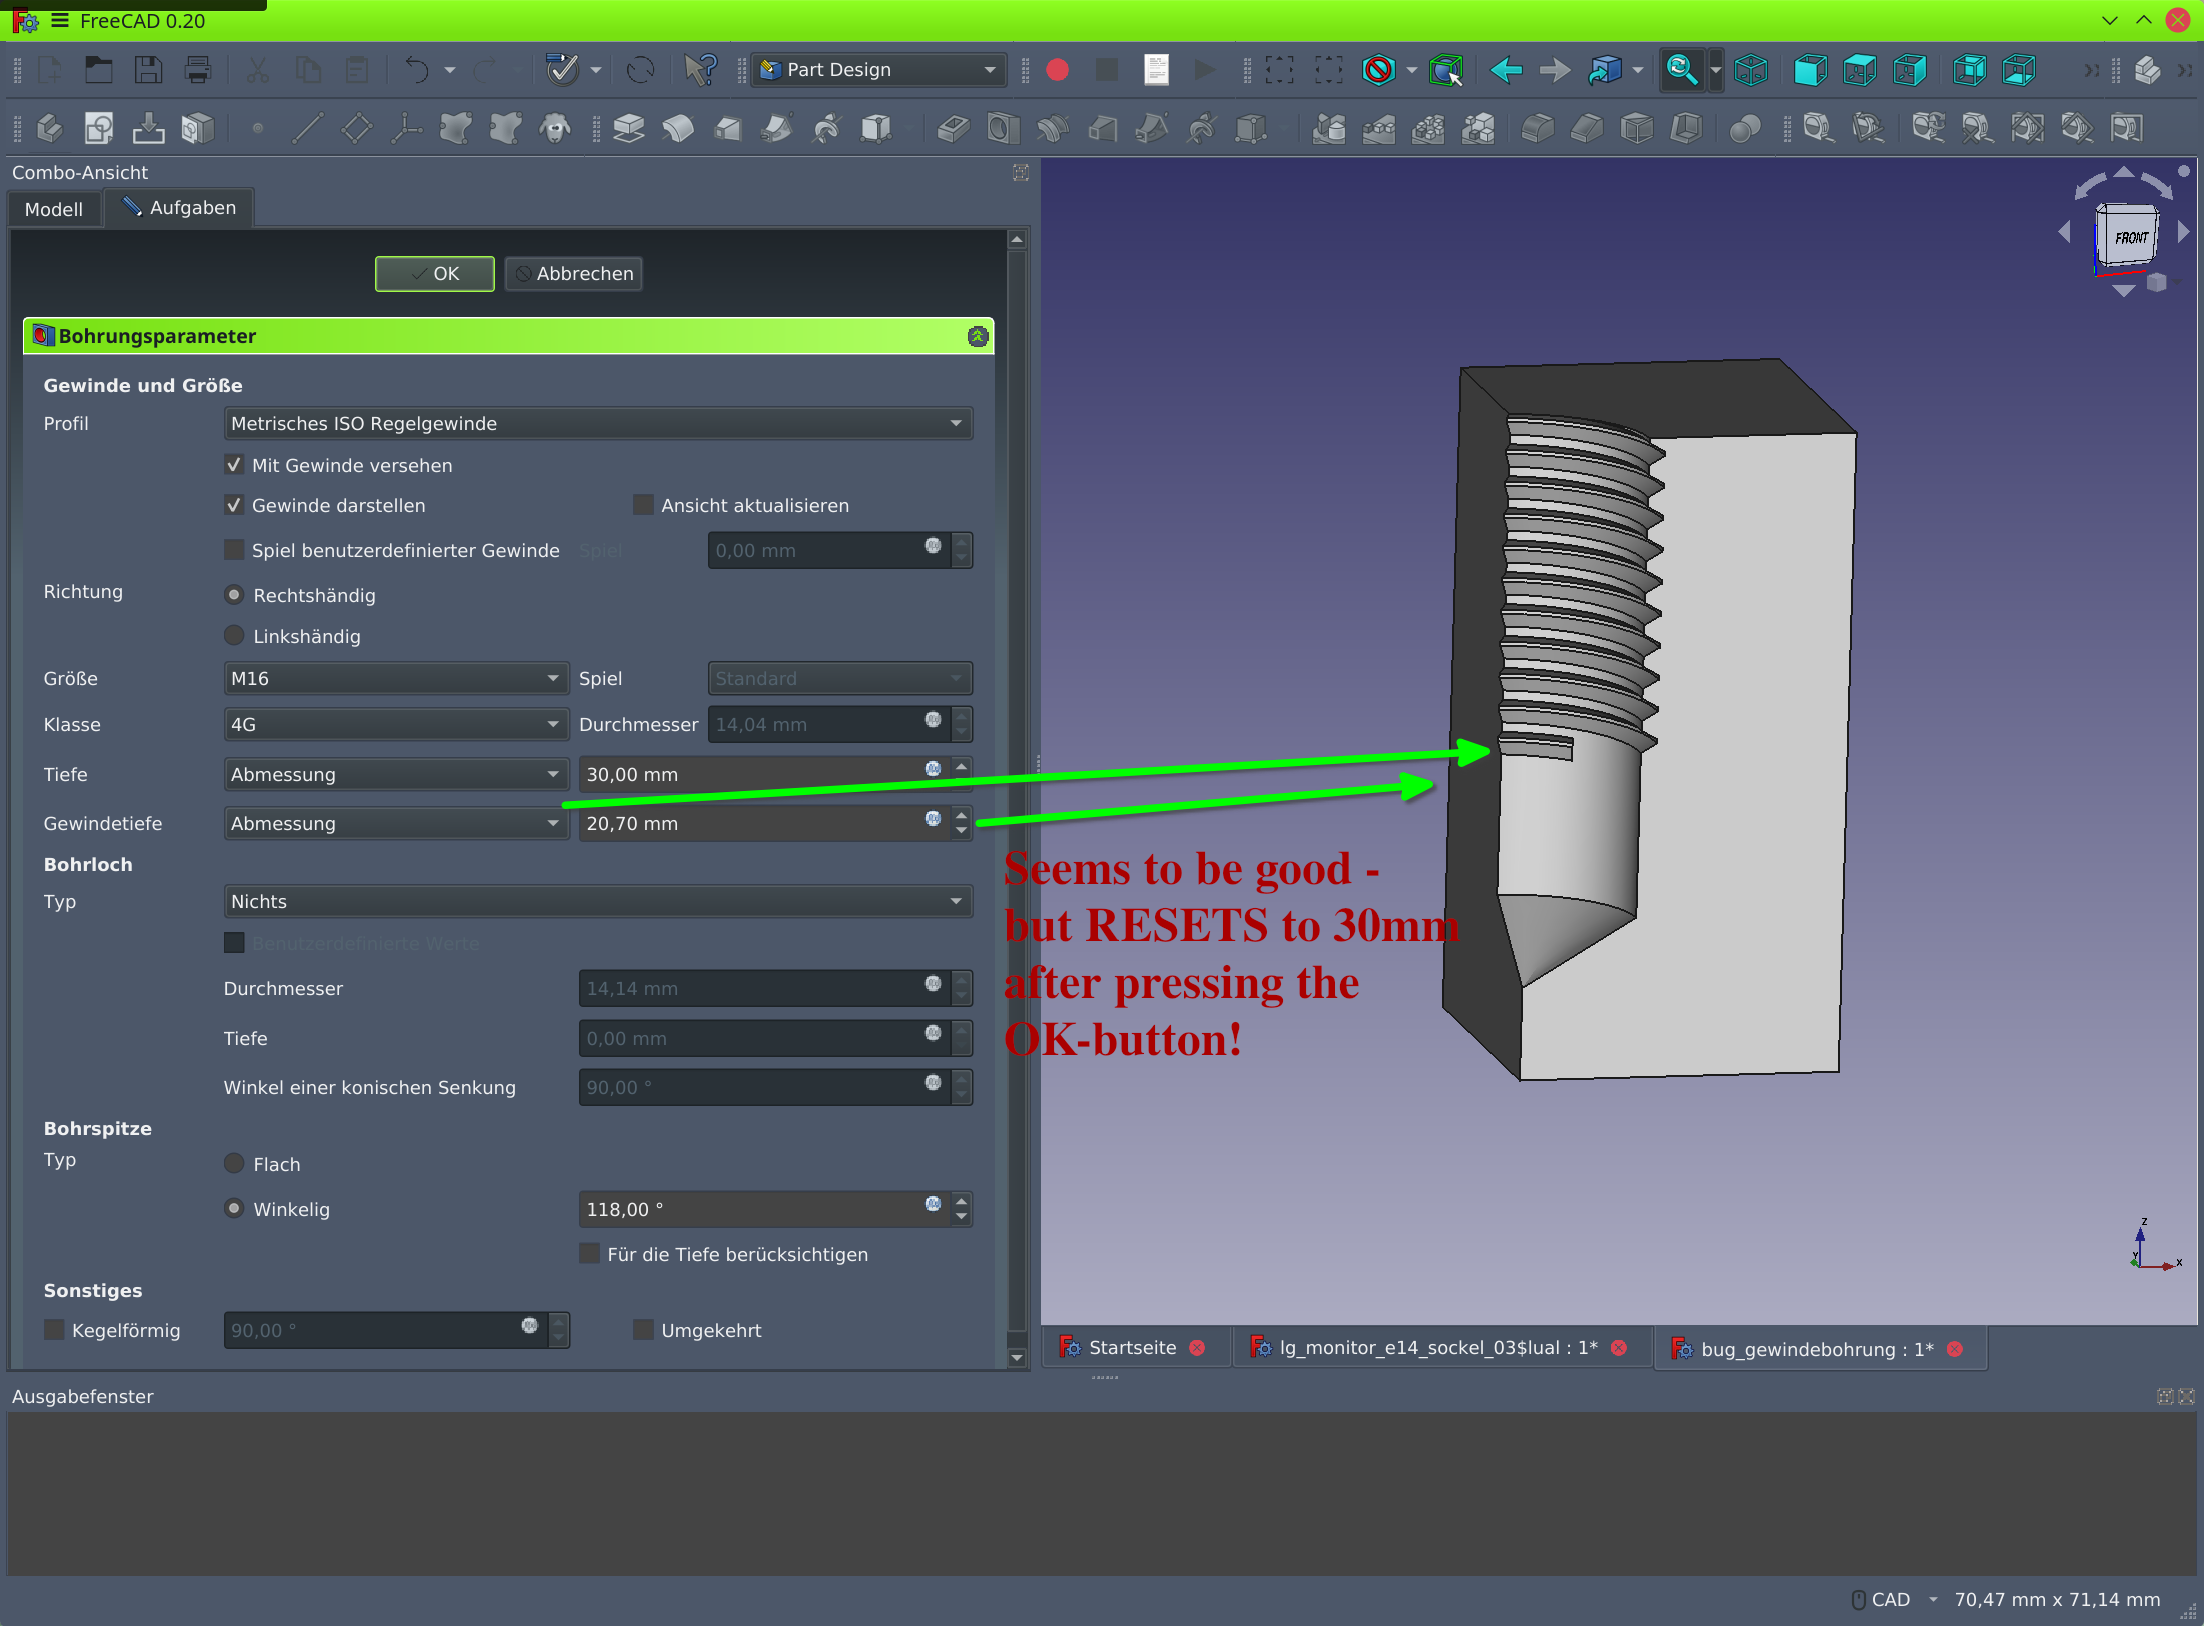 FreeCAD 0.20
Part Design
Combo-Ansicht
Modell
Aufgaben
OK
Abbrechen
Bohrungsparameter
Gewinde und Größe
Profil
Metrisches ISO Regelgewinde
Mit Gewinde versehen
Gewinde darstellen
Ansicht aktualisieren
Spiel benutzerdefinierter Gewinde
Spiel
0,00 mm
Richtung
Rechtshändig
Linkshändig
Größe
M16
Spiel
Standard
Klasse
4G
Durchmesser
14,04 mm
Tiefe
Abmessung
30,00 mm
Gewindetiefe
Abmessung
20,70 mm
Bohrloch
Typ
Nichts
Benutzerdefinierte Werte
Durchmesser
14,14 mm
Tiefe
0,00 mm
Winkel einer konischen Senkung
90,00 °
Bohrspitze
Typ
Flach
Winkelig
118,00 °
Für die Tiefe berücksichtigen
Sonstiges
Kegelförmig
90,00 °
Umgekehrt
Seems to be good -
but RESETS to 30mm
after pressing the
OK-button!
FRONT
Z
Y
X
Startseite
lg_monitor_e14_sockel_03$lual : 1*
bug_gewindebohrung : 1*
Ausgabefenster
CAD
70,47 mm x 71,14 mm